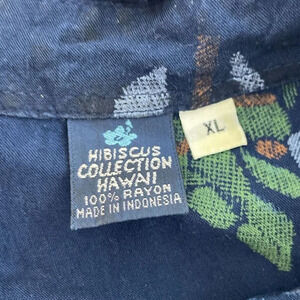 HIBISCUS
COLLECTION
HAWAII
100% RAYON
MADE IN INDONESIA
XL